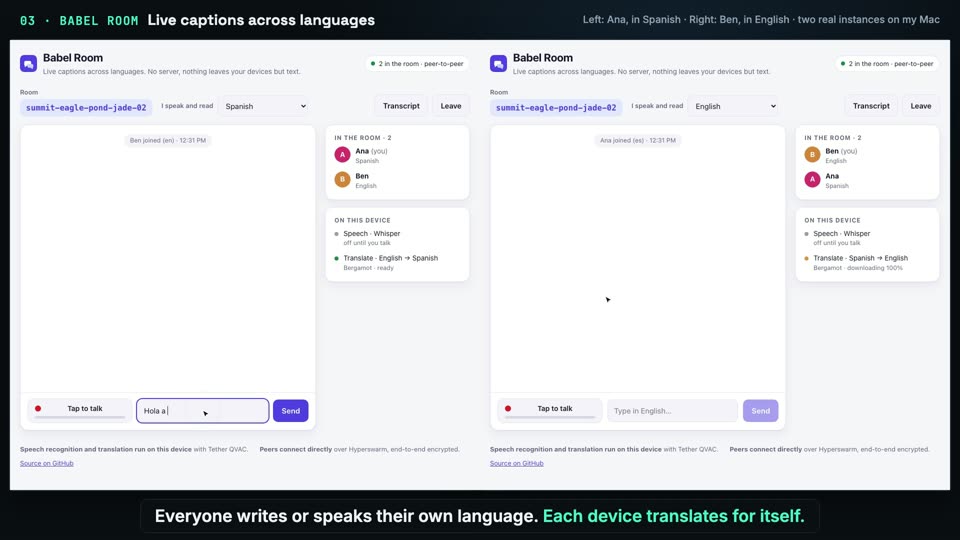 03 · BABEL ROOM Live captions across languages
Left: Ana, in Spanish · Right: Ben, in English · two real instances on my Mac
Babel Room
Live captions across languages. No server, nothing leaves your devices but text.
2 in the room · peer-to-peer
Room
summit-eagle-pond-jade-02
I speak and read
Spanish
Transcript
Leave
Ben joined (en) · 12:31 PM
IN THE ROOM · 2
A
Ana (you)
Spanish
B
Ben
English
ON THIS DEVICE
Speech · Whisper
off until you talk
Translate · English → Spanish
Bergamot · ready
Tap to talk
Hola a
Send
Speech recognition and translation run on this device with Tether QVAC.
Peers connect directly over Hyperswarm, end-to-end encrypted.
Source on GitHub
Babel Room
Live captions across languages. No server, nothing leaves your devices but text.
2 in the room · peer-to-peer
Room
summit-eagle-pond-jade-02
I speak and read
English
Transcript
Leave
Ana joined (es) · 12:31 PM
IN THE ROOM · 2
B
Ben (you)
English
A
Ana
Spanish
ON THIS DEVICE
Speech · Whisper
off until you talk
Translate · Spanish → English
Bergamot · downloading 100%
Tap to talk
Type in English...
Send
Speech recognition and translation run on this device with Tether QVAC.
Peers connect directly over Hyperswarm, end-to-end encrypted.
Source on GitHub
Everyone writes or speaks their own language. Each device translates for itself.